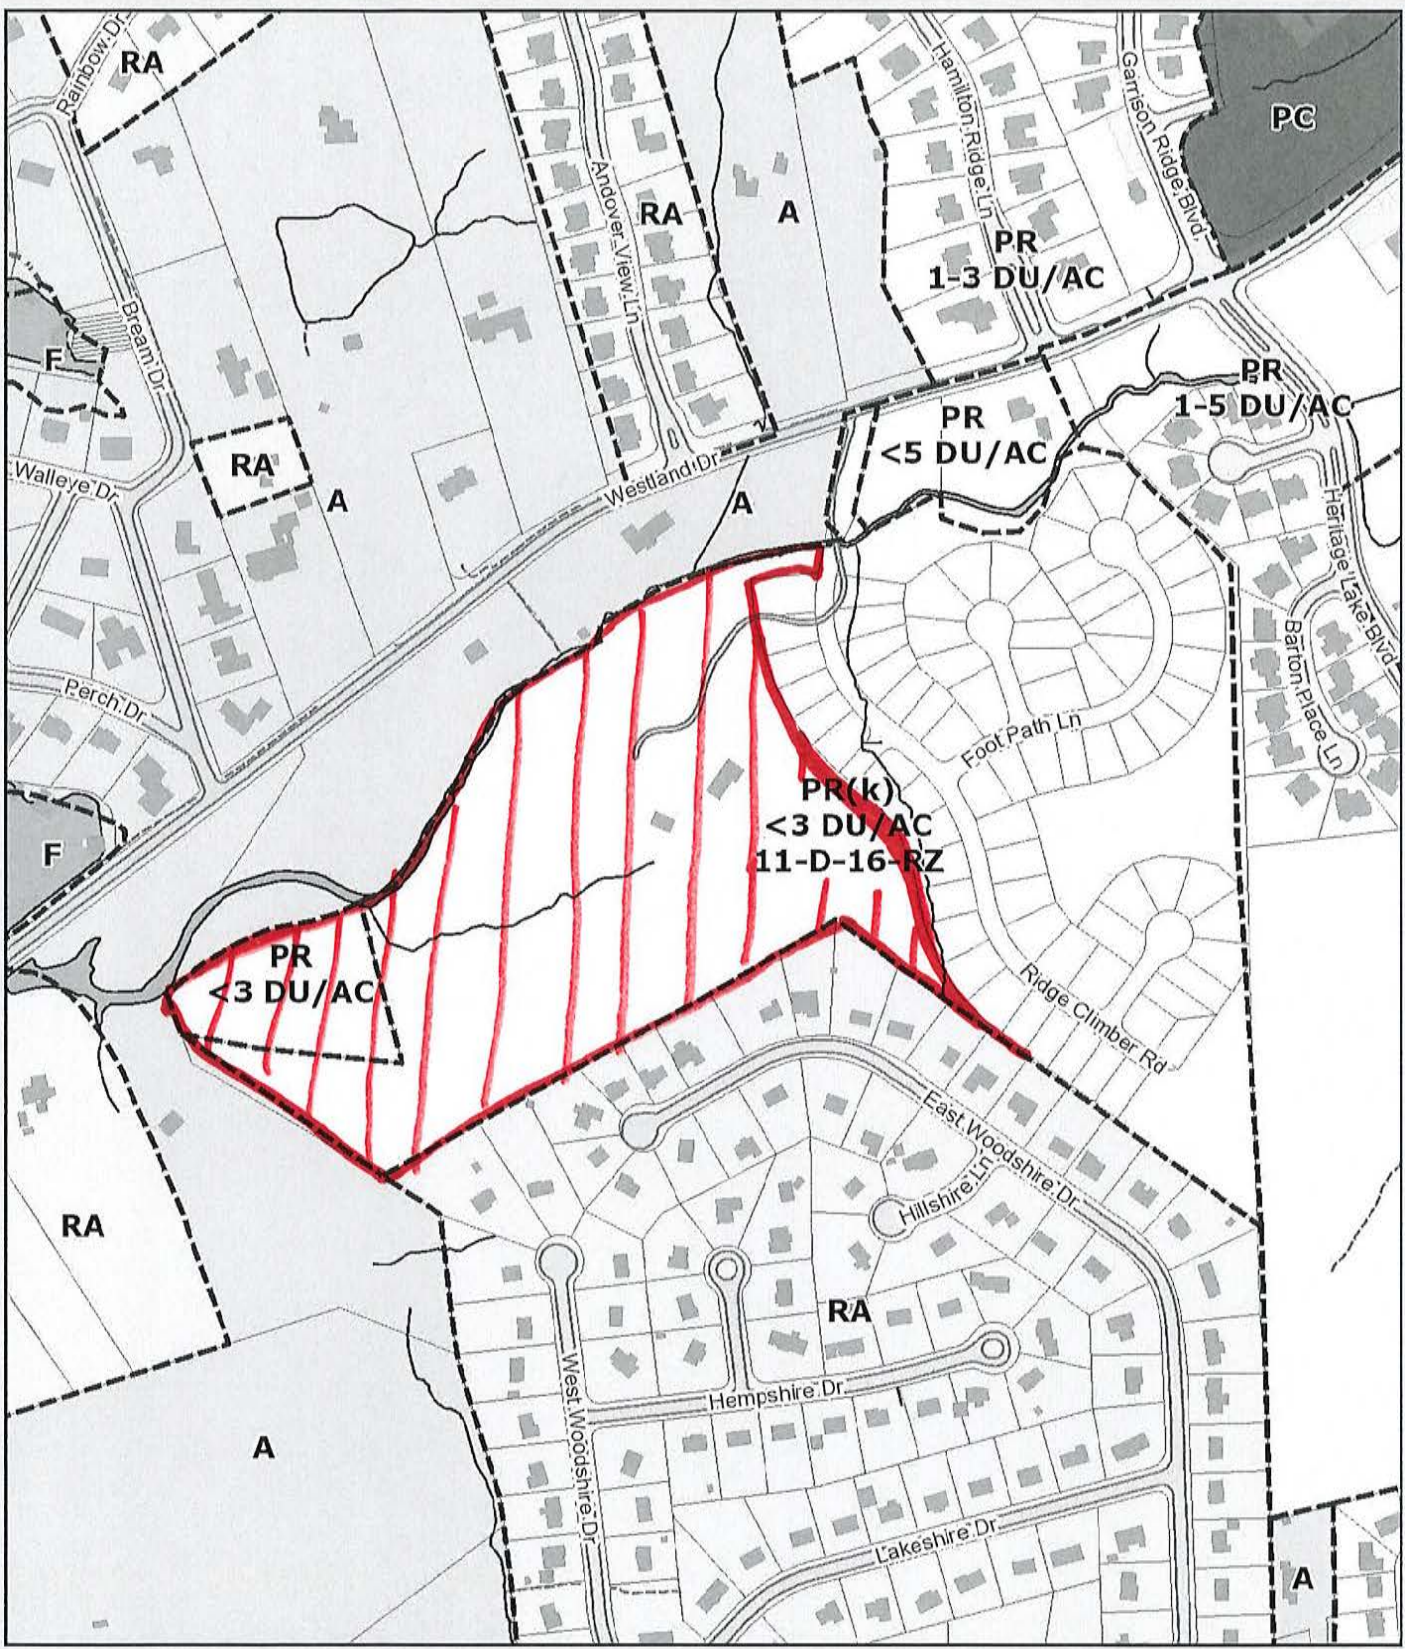 Rainbow Dr.
RA
PC
Hamilton Ridge Ln
Garrison Ridge Blvd.
Andover View Ln
RA
A
PR
1-3 DU/AC
Bream Dr.
F
PR
1-5 DU/AC
PR
<5 DU/AC
RA
A
Walleye Dr.
Westland Dr.
A
Heritage Lake Blvd
Barton Place Ln
Perch Dr.
Foot Path Ln
PR(k)
<3 DU/AC
11-D-16-RZ
F
PR
<3 DU/AC
Ridge Climber Rd
East Woodshire Dr
Hillshire Ln
RA
RA
West Woodshire Dr
Hempshire Dr.
A
Lakeshire Dr
A